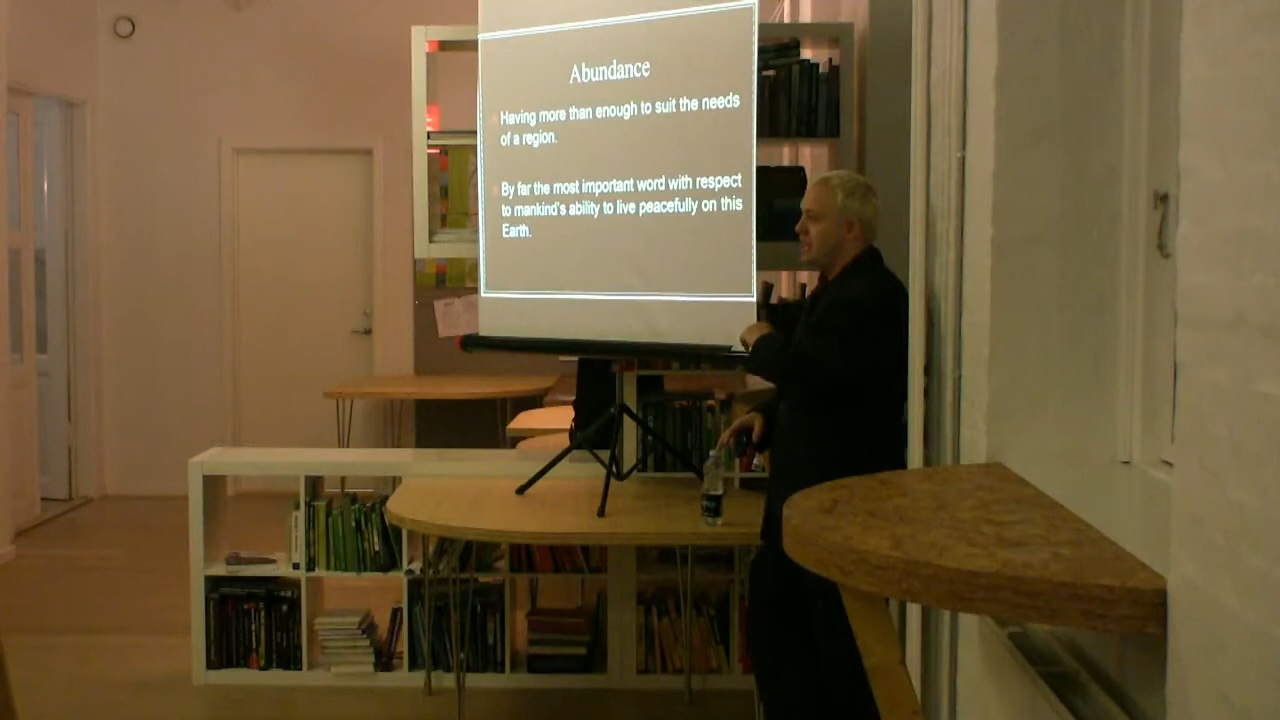 Abundance
Having more than enough to suit the needs
of a region.
By far the most important word with respect
to mankind's ability to live peacefully on this
Earth.